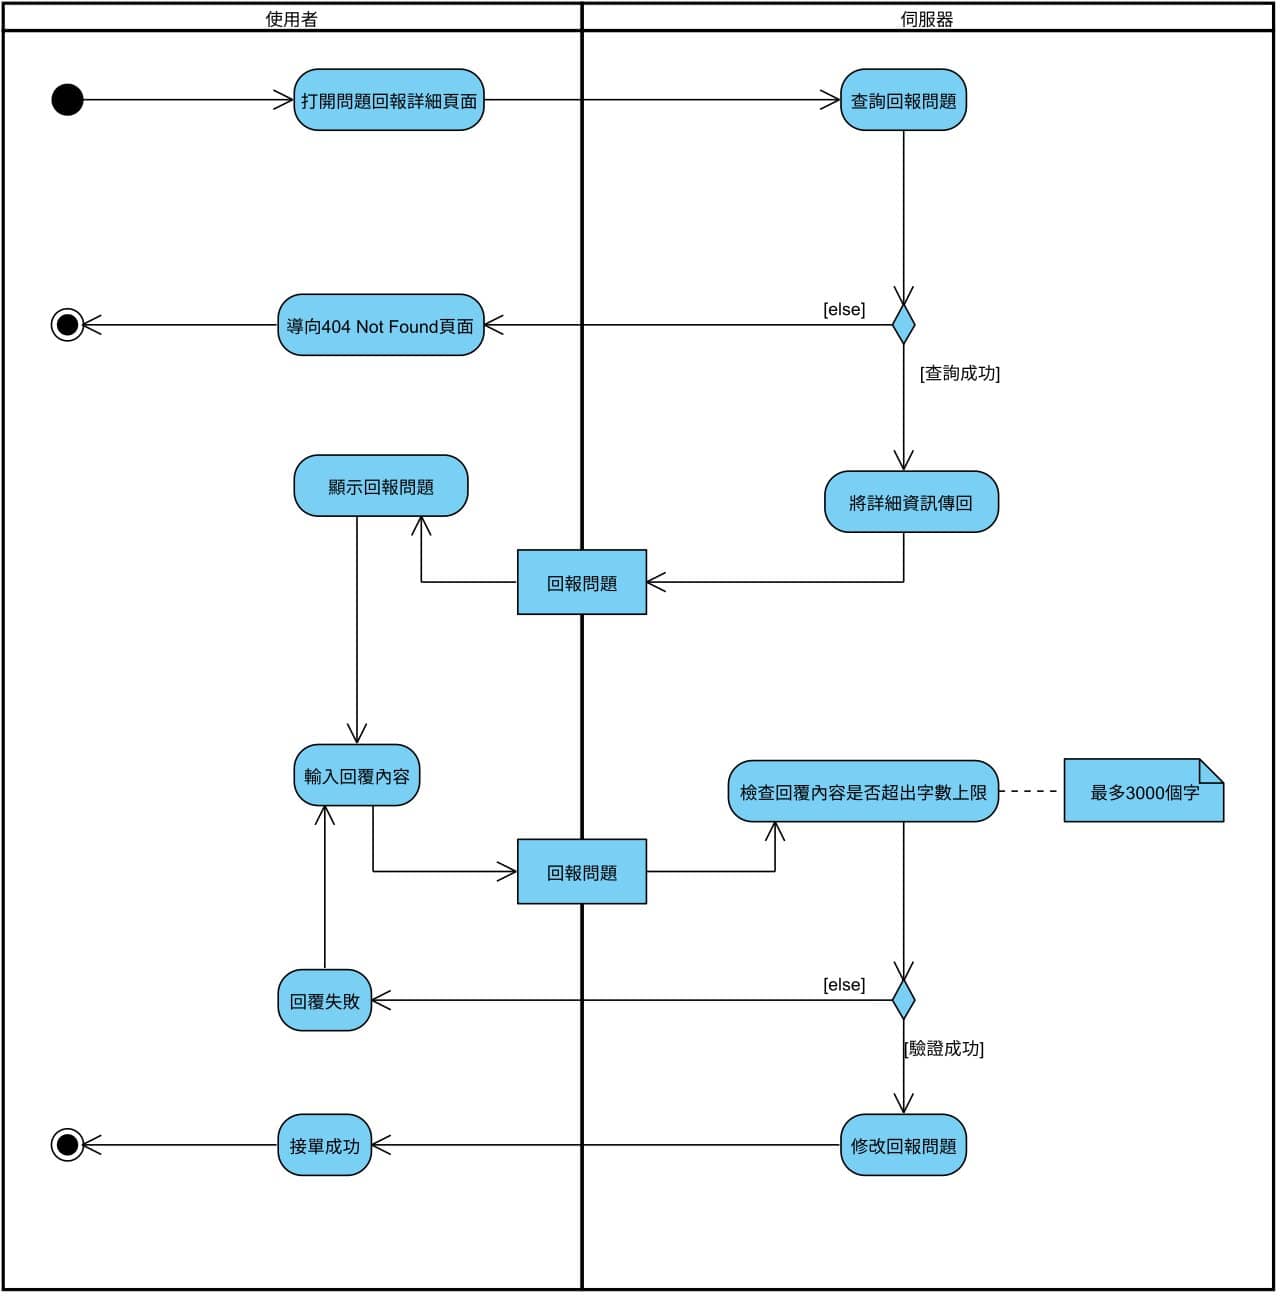 使用者
伺服器
打開問題回報詳細頁面
查詢回報問題
[else]
導向404 Not Found頁面
[查詢成功]
顯示回報問題
將詳細資訊傳回
回報問題
輸入回覆內容
檢查回覆內容是否超出字數上限
最多3000個字
回報問題
[else]
回覆失敗
[驗證成功]
接單成功
修改回報問題